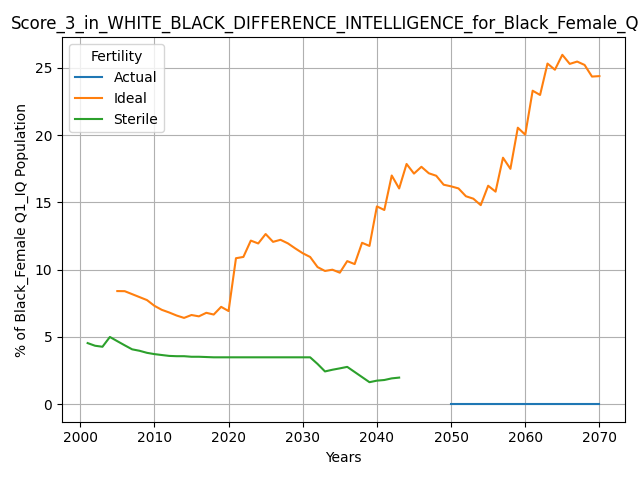 Score_3_in_WHITE_BLACK_DIFFERENCE_INTELLIGENCE_for_Black_Female_Q
Fertility
Actual
Ideal
Sterile
% of Black_Female Q1_IQ Population
25
20
15
10
5
0
2000 2010 2020 2030 2040 2050 2060 2070
Years